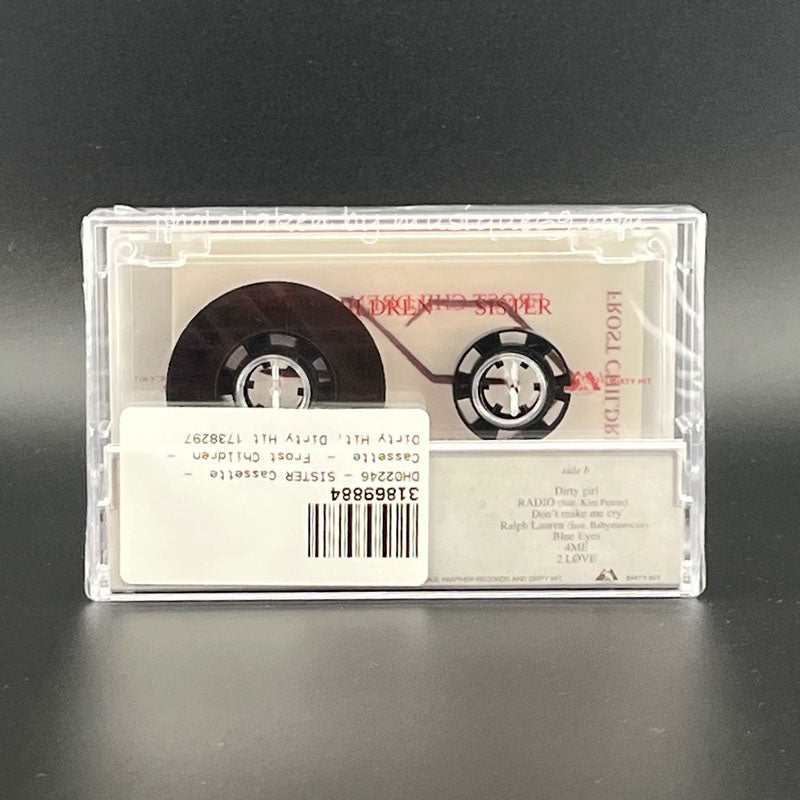 photo taken by musique69.com
CHILDREN SISTER
FROST CHILDREN
FROST CHILDR
DIRTY HIT
DH02246 - SISTER Cassette -
Cassette - Frost Children -
Dirty Hit, Dirty Hit 1738297
31869884
side b
Dirty girl
RADIO (feat. Kim Petras)
Don't make me cry
Ralph Lauren (feat. Babymorocco)
Blue Eyes
4ME
2 LØVE
PANTHER RECORDS AND DIRTY HIT.
DIRTY HIT